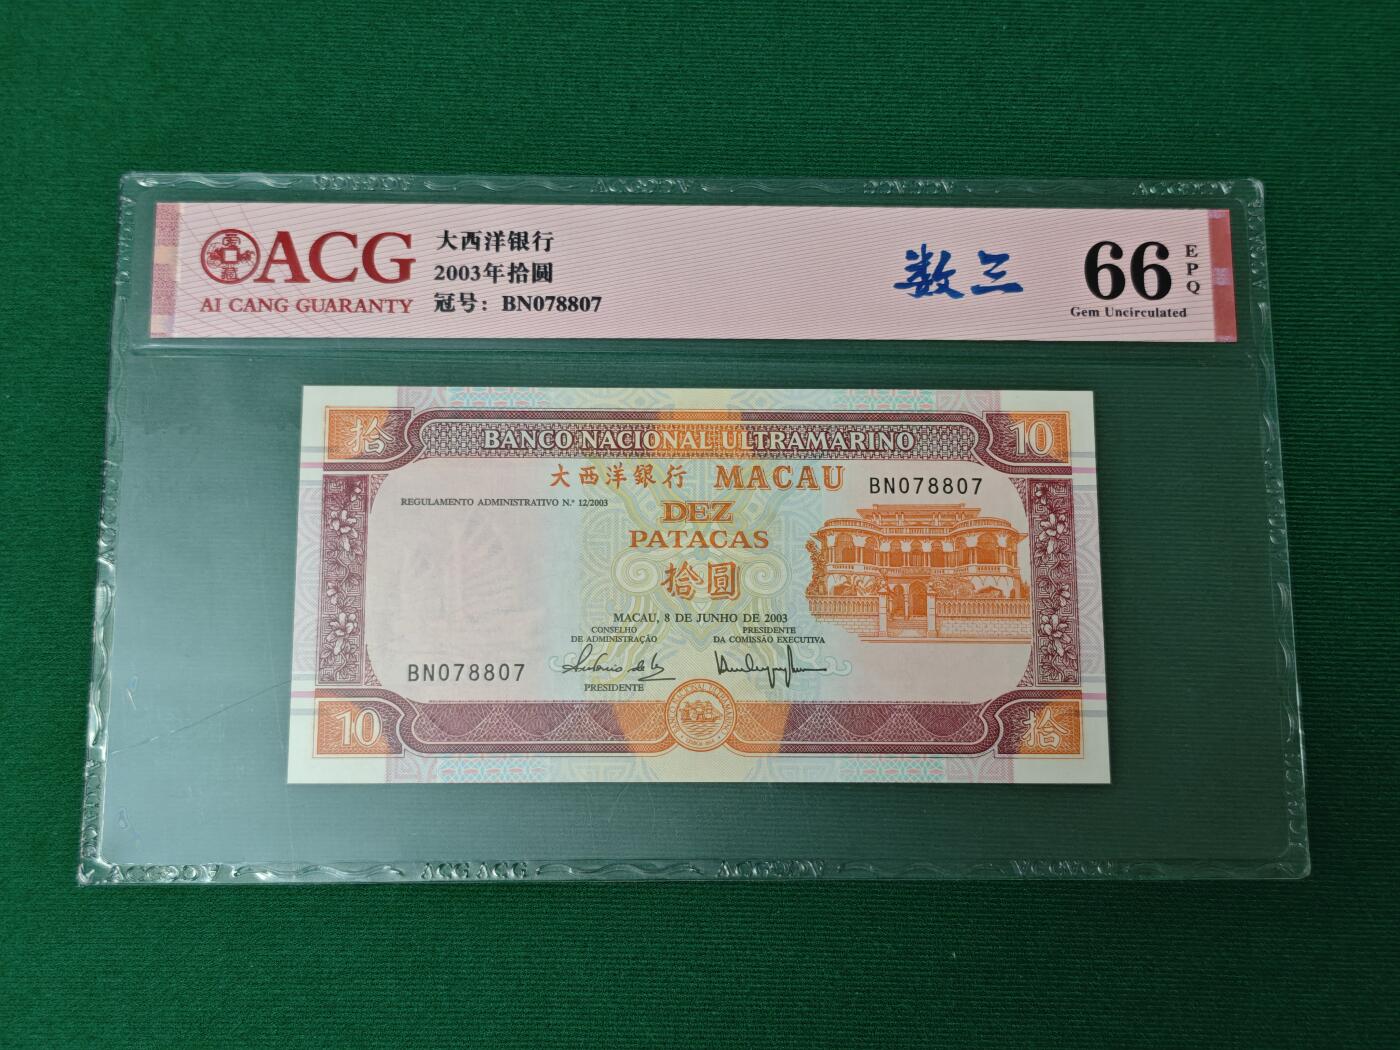 ACG
AI CANG GUARANTY
大西洋银行
2003年拾圆
冠号：BN078807
数三
66
EPQ
Gem Uncirculated
拾
BANCO NACIONAL ULTRAMARINO
10
大西洋銀行 MACAU
BN078807
REGULAMENTO ADMINISTRATIVO N.º 12/2003
DEZ
PATACAS
拾圓
MACAU, 8 DE JUNHO DE 2003
CONSELHO
DE ADMINISTRAÇÃO
PRESIDENTE
DA COMISSÃO EXECUTIVA
BN078807
PRESIDENTE
10
拾
ACG ACG